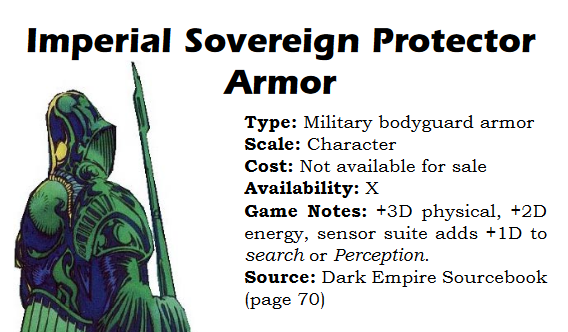 Imperial Sovereign Protector
Armor
Type: Military bodyguard armor
Scale: Character
Cost: Not available for sale
Availability: X
Game Notes: +3D physical, +2D
energy, sensor suite adds +1D to
search or Perception.
Source: Dark Empire Sourcebook
(page 70)